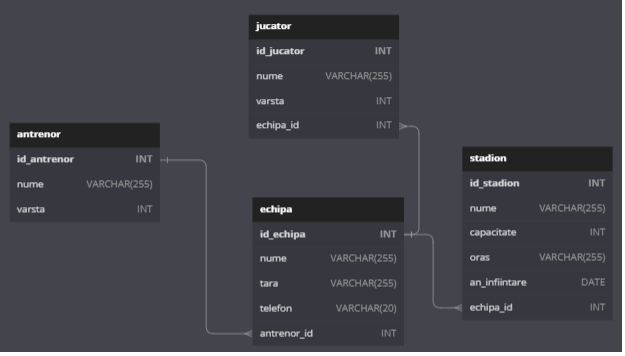 jucator
id_jucator INT
nume VARCHAR(255)
varsta INT
echipa_id INT
antrenor
id_antrenor INT
nume VARCHAR(255)
varsta INT
echipa
id_echipa INT
nume VARCHAR(255)
tara VARCHAR(255)
telefon VARCHAR(20)
antrenor_id INT
stadion
id_stadion INT
nume VARCHAR(255)
capacitate INT
oras VARCHAR(255)
an_infiintare DATE
echipa_id INT